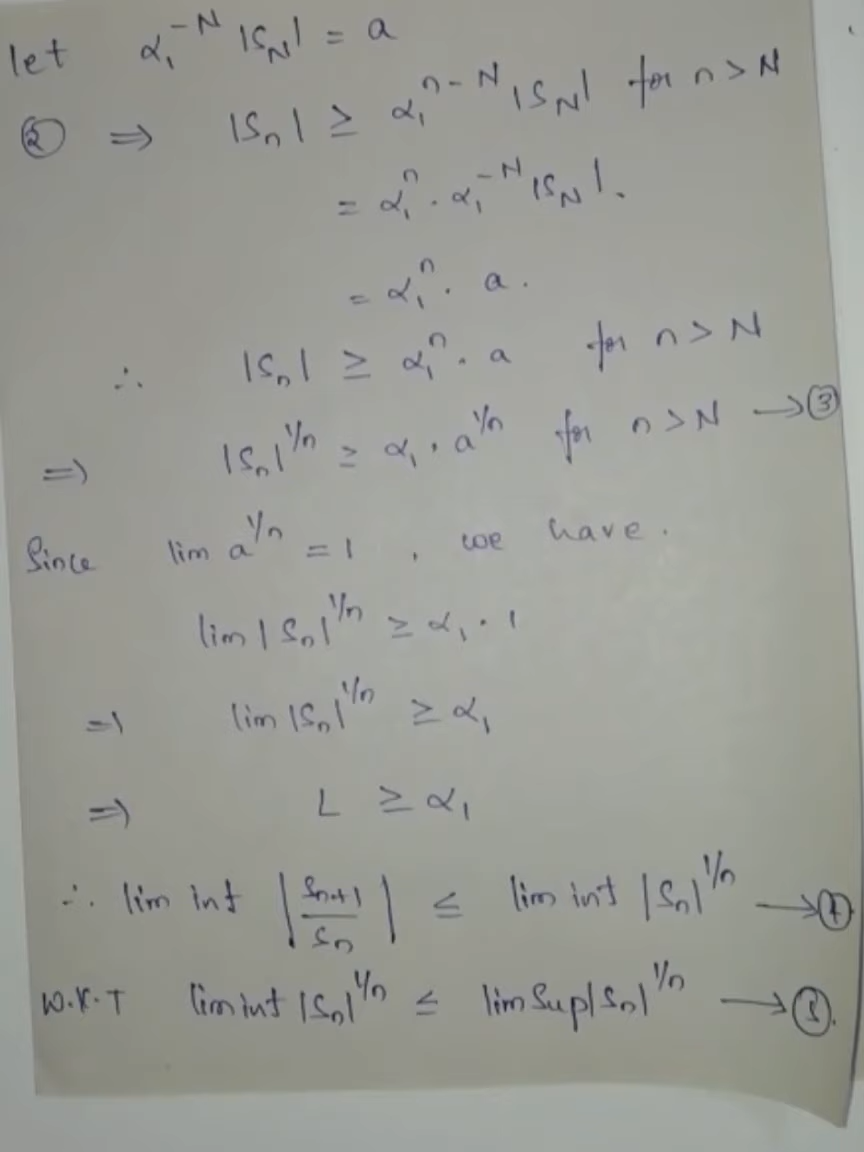 let α₁^{-N} |S_N| = a
② ⇒ |S_n| ≥ α₁^{n-N} |S_N| for n > N
= α₁^n . α₁^{-N} |S_N|.
= α₁^n . a.
∴ |S_n| ≥ α₁^n . a for n > N
⇒ |S_n|^{1/n} ≥ α₁ . a^{1/n} for n > N → ③
Since lim a^{1/n} = 1 , we have.
lim |S_n|^{1/n} ≥ α₁ . 1
⇒ lim |S_n|^{1/n} ≥ α₁
⇒ L ≥ α₁
∴ lim inf |S_{n+1}/S_n| ≤ lim inf |S_n|^{1/n} → ④
W.K.T lim inf |S_n|^{1/n} ≤ lim Sup |S_n|^{1/n} → ⑤.